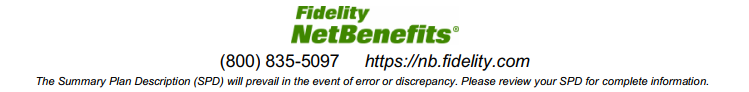 Fidelity
NetBenefits®
(800) 835-5097 https://nb.fidelity.com
The Summary Plan Description (SPD) will prevail in the event of error or discrepancy. Please review your SPD for complete information.